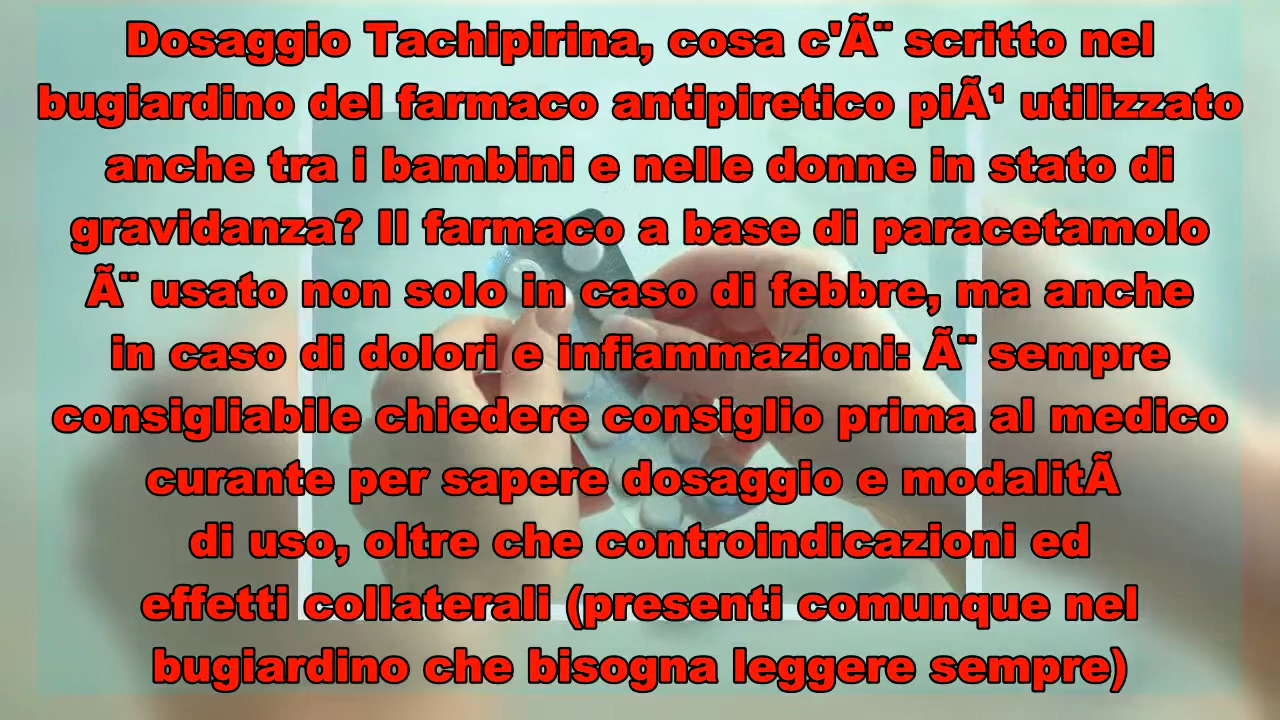 Dosaggio Tachipirina, cosa c'Ã¨ scritto nel
bugiardino del farmaco antipiretico piÃ¹ utilizzato
anche tra i bambini e nelle donne in stato di
gravidanza? Il farmaco a base di paracetamolo
Ã¨ usato non solo in caso di febbre, ma anche
in caso di dolori e infiammazioni: Ã¨ sempre
consigliabile chiedere consiglio prima al medico
curante per sapere dosaggio e modalitÃ
di uso, oltre che controindicazioni ed
effetti collaterali (presenti comunque nel
bugiardino che bisogna leggere sempre)